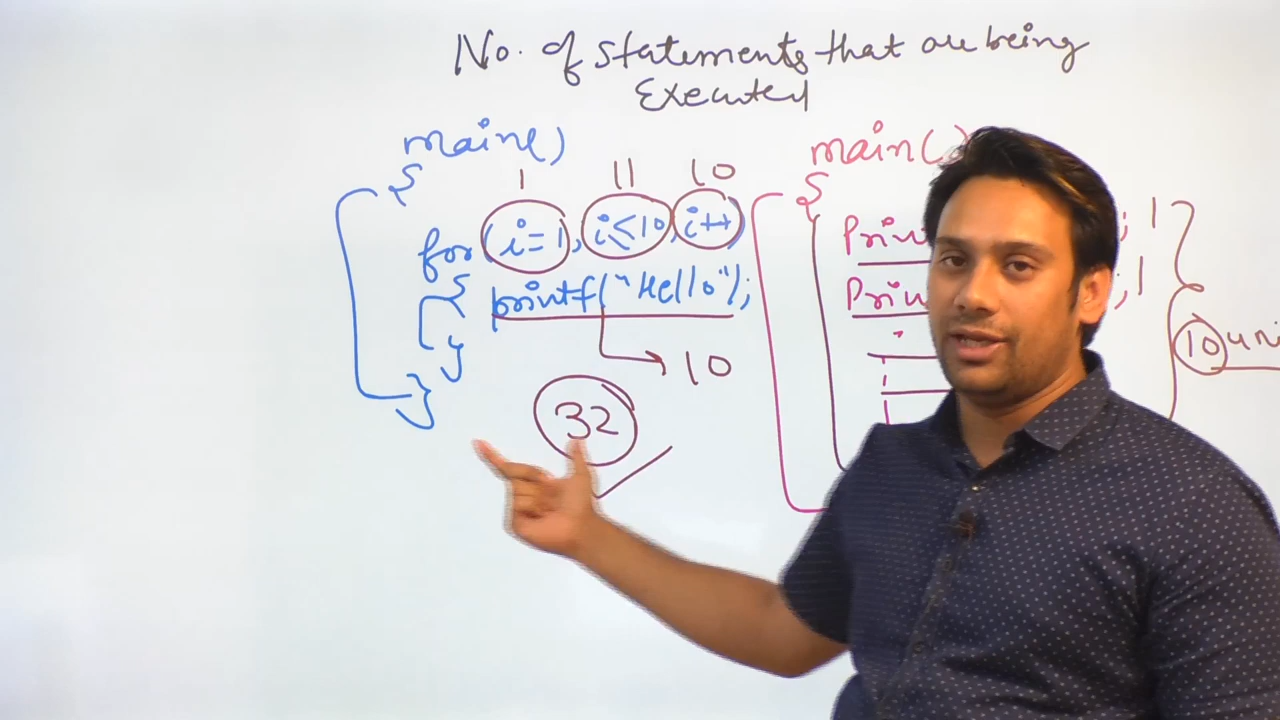 No. of statements that are being
Executed
main()
{
1 11 10
for (i=1, i<=10, i++)
{
printf("Hello");
}
10
}
32
main()
{
; 1
; 1
10